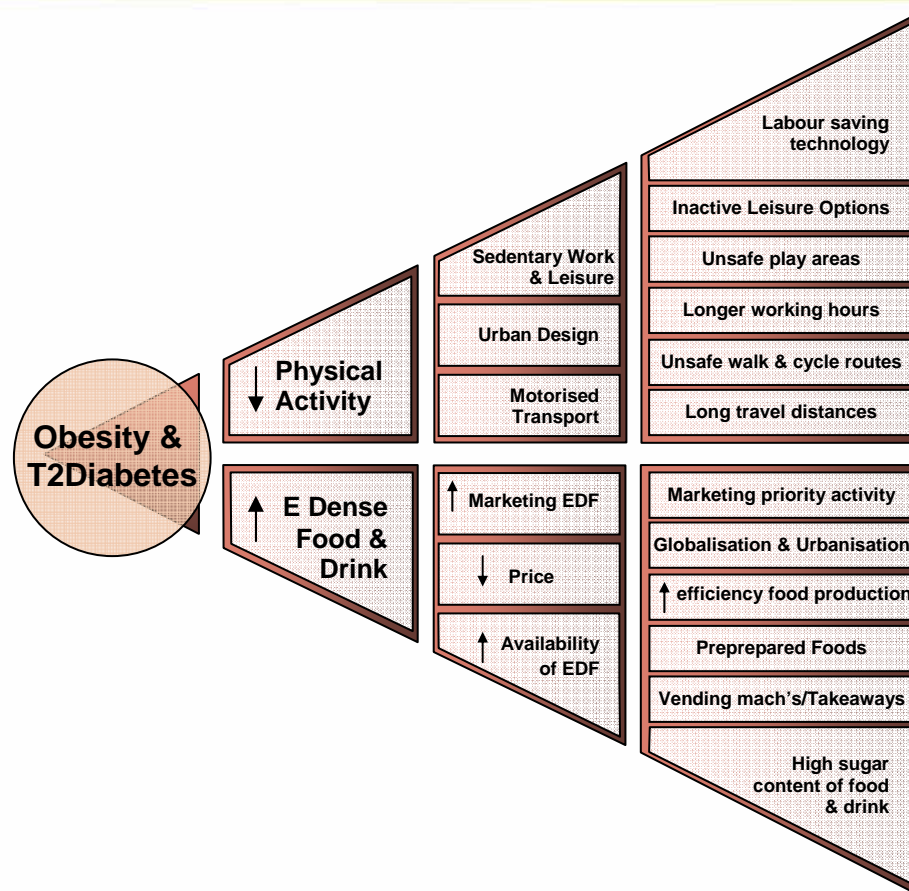 Obesity &
T2Diabetes
↓ Physical
Activity
↑ E Dense
Food &
Drink
Sedentary Work
& Leisure
Urban Design
Motorised
Transport
↑ Marketing EDF
↓ Price
↑ Availability
of EDF
Labour saving
technology
Inactive Leisure Options
Unsafe play areas
Longer working hours
Unsafe walk & cycle routes
Long travel distances
Marketing priority activity
Globalisation & Urbanisation
↑ efficiency food production
Preprepared Foods
Vending mach's/Takeaways
High sugar
content of food
& drink